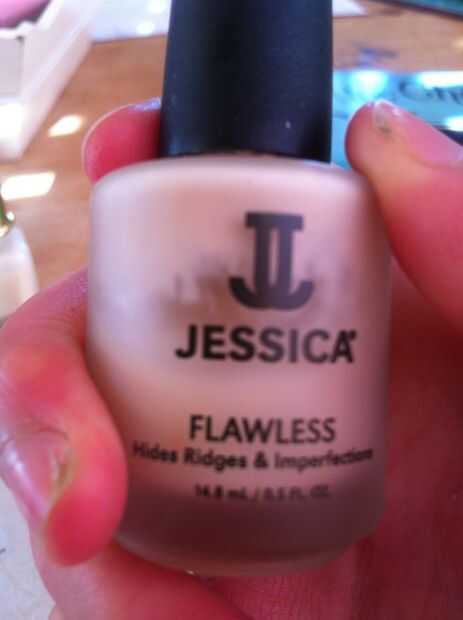 JESSICA®
FLAWLESS
Hides Ridges & Imperfections
14.8 mL / 0.5 FL. OZ.